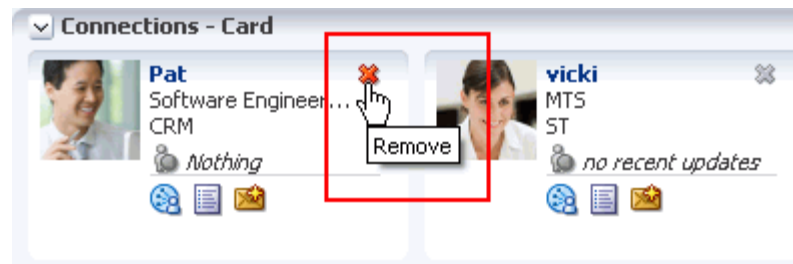 Connections - Card
Pat
Software Engineer...
CRM
Nothing
Remove
vicki
MTS
ST
no recent updates